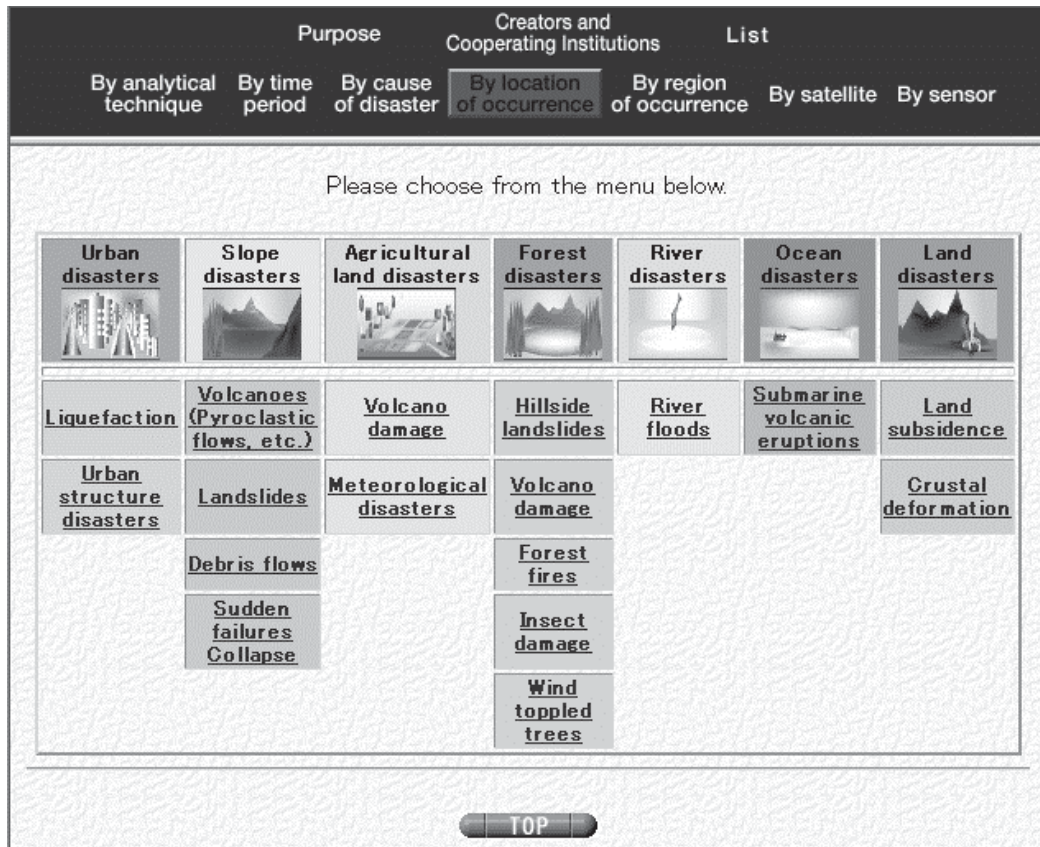 Purpose
Creators and
Cooperating Institutions
List
By analytical
technique
By time
period
By cause
of disaster
By location
of occurrence
By region
of occurrence
By satellite
By sensor
Please choose from the menu below.
Urban
disasters
Slope
disasters
Agricultural
land disasters
Forest
disasters
River
disasters
Ocean
disasters
Land
disasters
Liquefaction
Volcanoes
(Pyroclastic
flows, etc.)
Volcano
damage
Hillside
landslides
River
floods
Submarine
volcanic
eruptions
Land
subsidence
Urban
structure
disasters
Landslides
Meteorological
disasters
Volcano
damage
Crustal
deformation
Debris flows
Forest
fires
Sudden
failures
Collapse
Insect
damage
Wind
toppled
trees
TOP